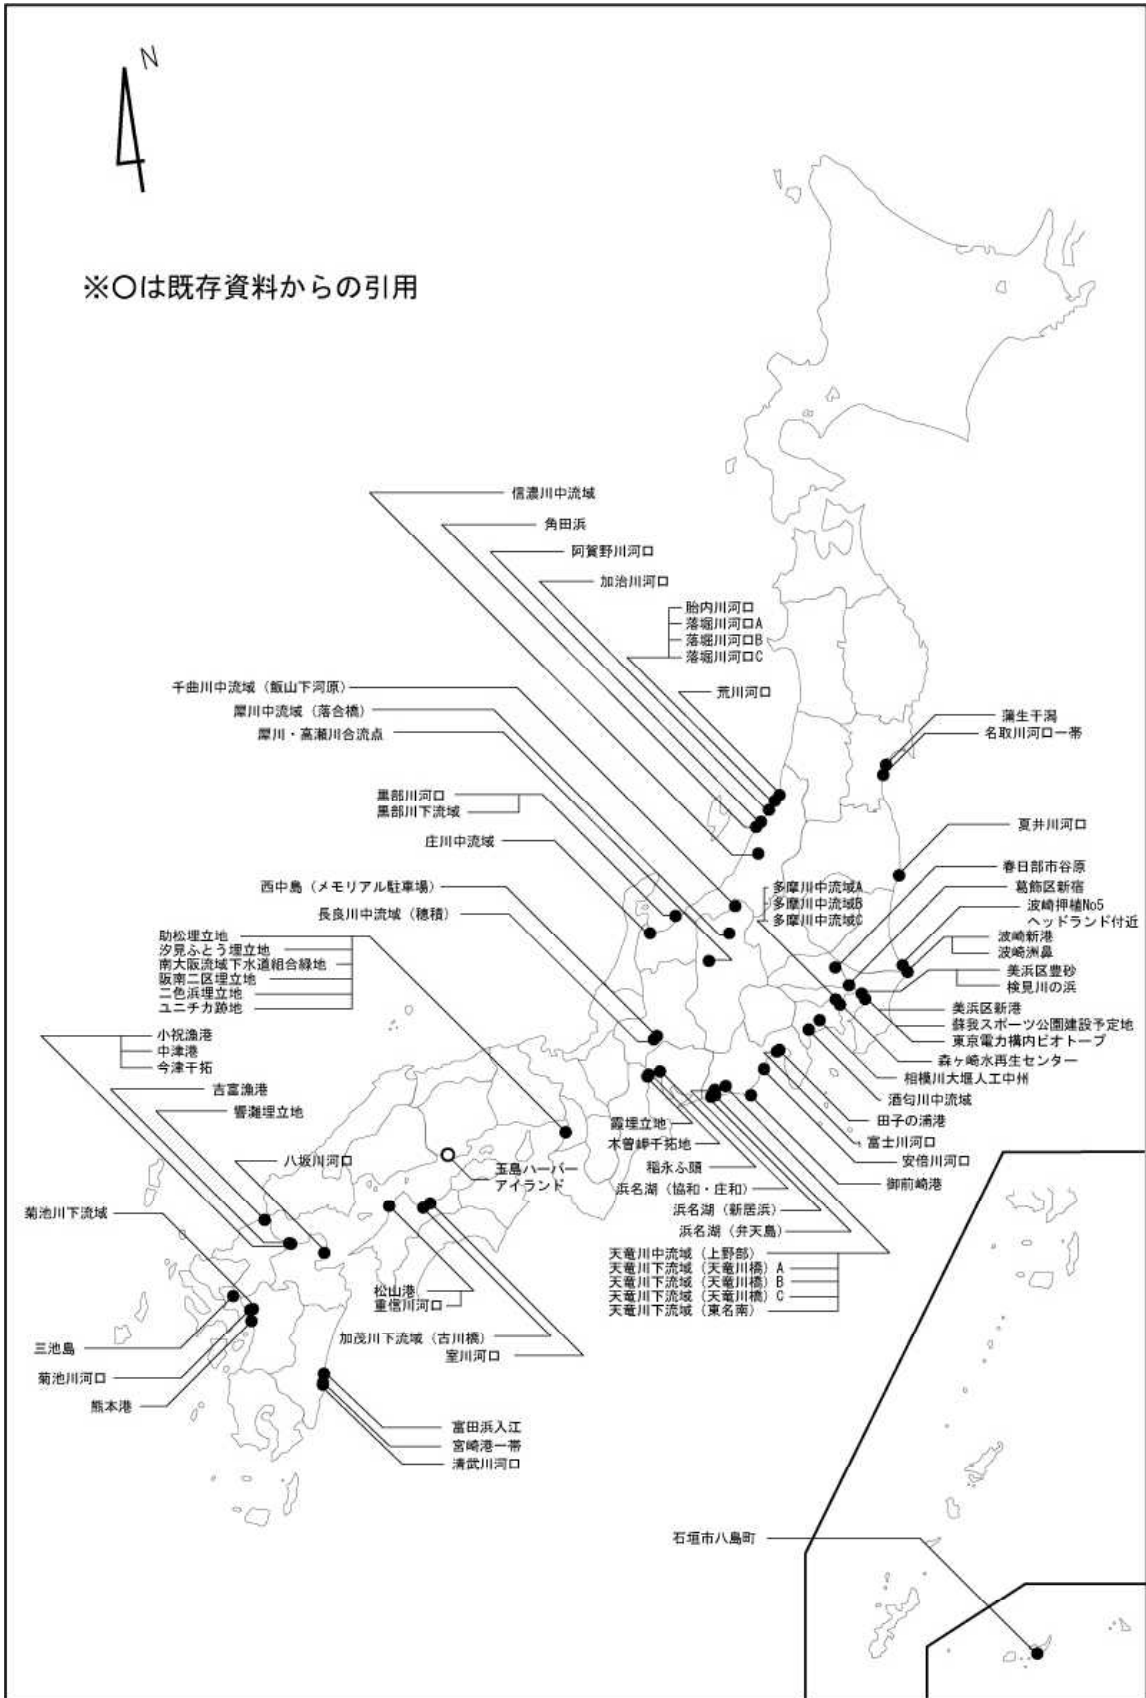 N
※○は既存資料からの引用
信濃川中流域
角田浜
阿賀野川河口
加治川河口
胎内川河口
落堀川河口A
落堀川河口B
落堀川河口C
荒川河口
千曲川中流域（飯山下河原）
犀川中流域（落合橋）
犀川・高瀬川合流点
黒部川河口
黒部川下流域
庄川中流域
西中島（メモリアル駐車場）
長良川中流域（穂積）
助松埋立地
汐見ふとう埋立地
南大阪流域下水道組合緑地
阪南二区埋立地
二色浜埋立地
ユニチカ跡地
小祝漁港
中津港
今津干拓
吉富漁港
響灘埋立地
八坂川河口
菊池川下流域
三池島
菊池川河口
熊本港
蒲生干潟
名取川河口一帯
夏井川河口
春日部市谷原
葛飾区新宿
波崎押植No5
ヘッドランド付近
波崎新港
波崎洲鼻
美浜区豊砂
検見川の浜
美浜区新港
蘇我スポーツ公園建設予定地
東京電力構内ビオトープ
森ヶ崎水再生センター
相模川大堰人工中州
酒匂川中流域
田子の浦港
富士川河口
安倍川河口
御前崎港
多摩川中流域A
多摩川中流域B
多摩川中流域C
霞埋立地
木曽岬干拓地
稲永ふ頭
浜名湖（協和・庄和）
浜名湖（新居浜）
浜名湖（弁天島）
天竜川中流域（上野部）
天竜川下流域（天竜川橋）A
天竜川下流域（天竜川橋）B
天竜川下流域（天竜川橋）C
天竜川下流域（東名南）
玉島ハーバー
アイランド
松山港
重信川河口
加茂川下流域（古川橋）
室川河口
富田浜入江
宮崎港一帯
清武川河口
石垣市八島町